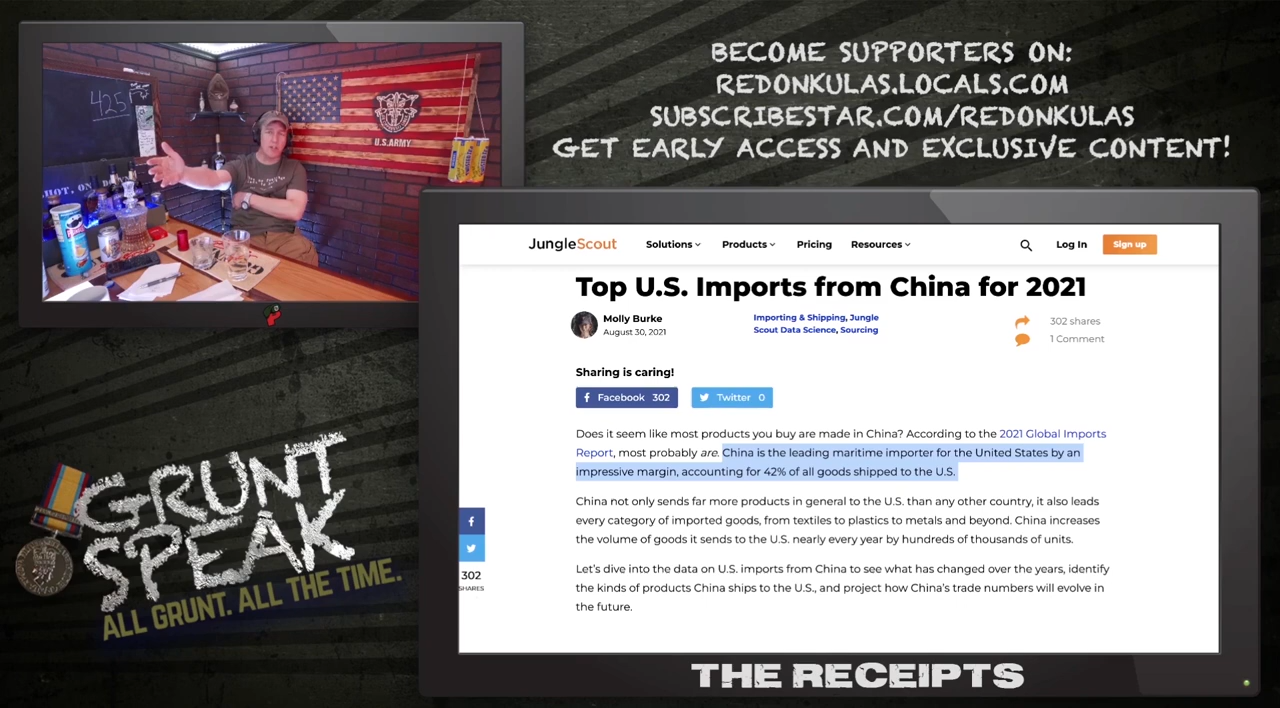 BECOME SUPPORTERS ON:
REDONKULAS.LOCALS.COM
SUBSCRIBESTAR.COM/REDONKULAS
GET EARLY ACCESS AND EXCLUSIVE CONTENT!
425
U.S.ARMY
JungleScout
Solutions
Products
Pricing
Resources
Log In
Sign up
Top U.S. Imports from China for 2021
Molly Burke
August 30, 2021
Importing & Shipping, Jungle
Scout Data Science, Sourcing
302 shares
1 Comment
Sharing is caring!
Facebook 302
Twitter 0
Does it seem like most products you buy are made in China? According to the 2021 Global Imports
Report, most probably are. China is the leading maritime importer for the United States by an
impressive margin, accounting for 42% of all goods shipped to the U.S.
China not only sends far more products in general to the U.S. than any other country, it also leads
every category of imported goods, from textiles to plastics to metals and beyond. China increases
the volume of goods it sends to the U.S. nearly every year by hundreds of thousands of units.
Let's dive into the data on U.S. imports from China to see what has changed over the years, identify
the kinds of products China ships to the U.S., and project how China's trade numbers will evolve in
the future.
302
SHARES
GRUNT
SPEAK
ALL GRUNT. ALL THE TIME.
THE RECEIPTS